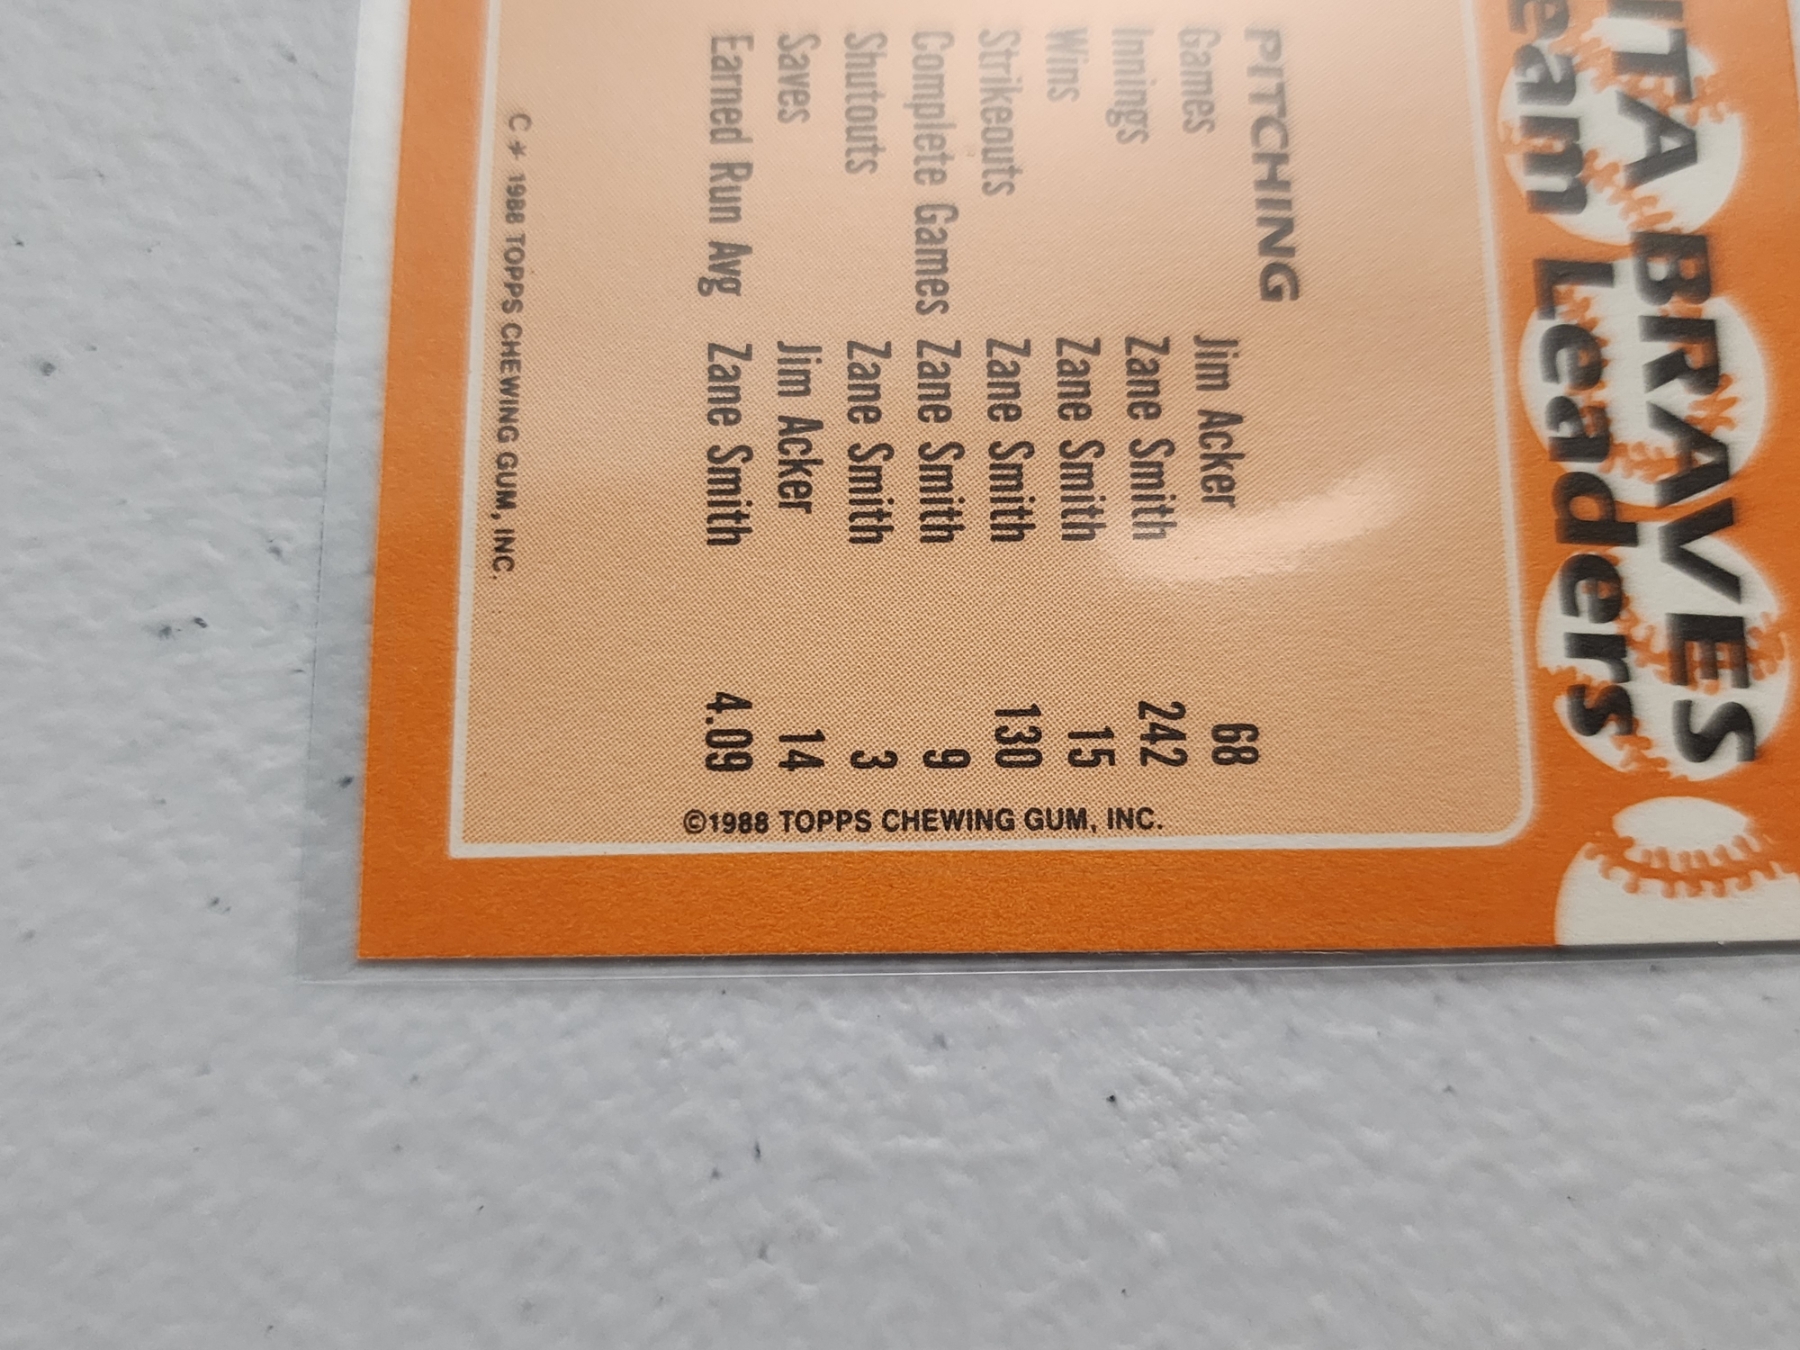 TA BRAVES
eam Leaders
PITCHING
Games Jim Acker 68
Innings Zane Smith 242
Wins Zane Smith 15
Strikeouts Zane Smith 130
Complete Games Zane Smith 9
Shutouts Zane Smith 3
Saves Jim Acker 14
Earned Run Avg Zane Smith 4.09
©1988 TOPPS CHEWING GUM, INC.
C * 1988 TOPPS CHEWING GUM, INC.